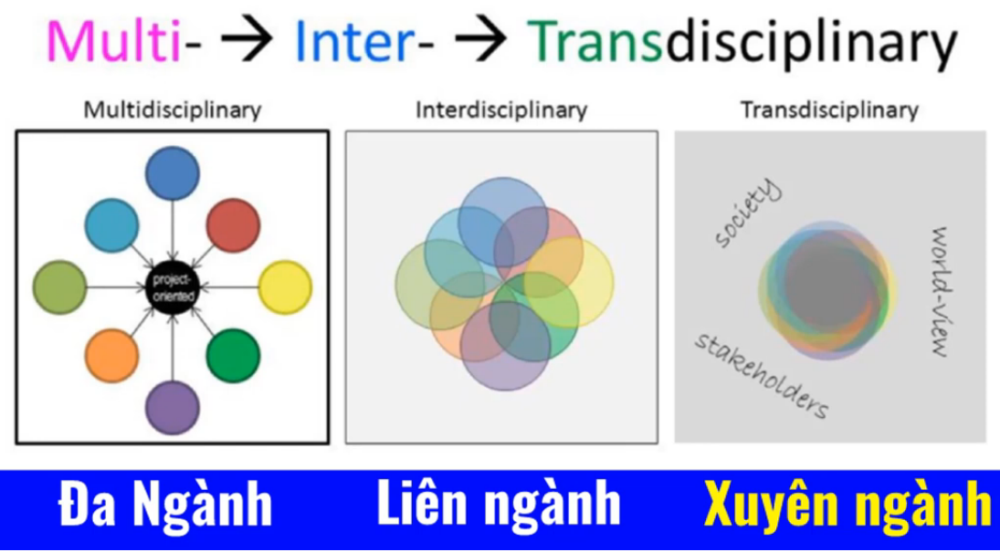 Multi- → Inter- → Transdisciplinary
Multidisciplinary
Interdisciplinary
Transdisciplinary
project-
oriented
society
world-view
stakeholders
Đa Ngành
Liên ngành
Xuyên ngành